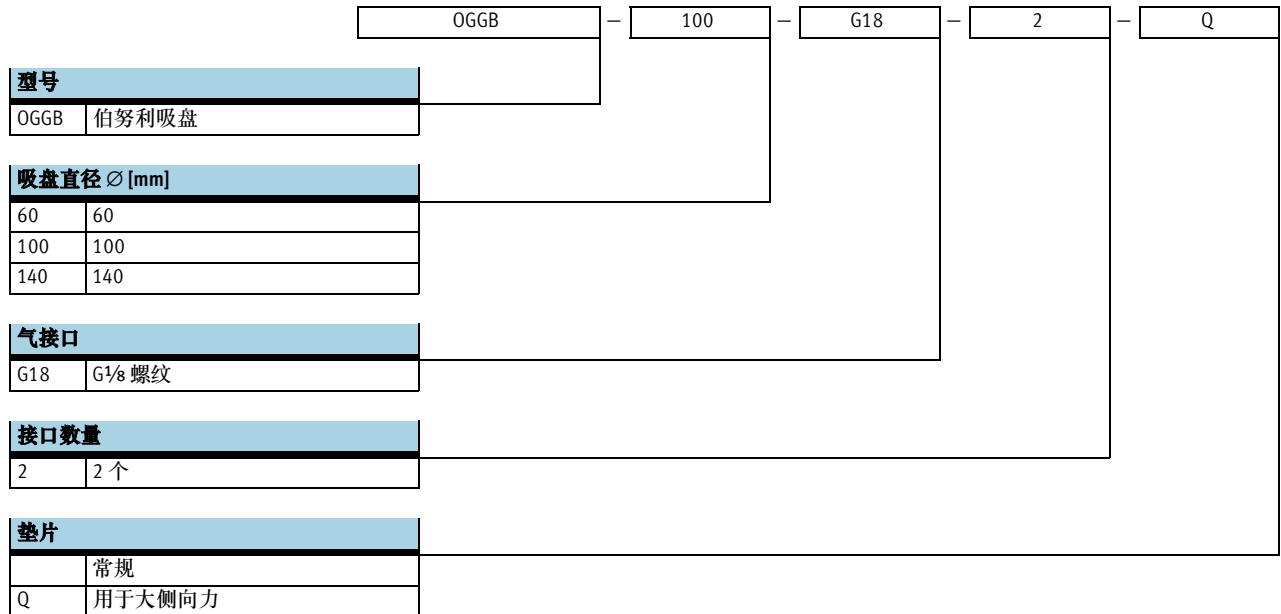 OGGB – 100 – G18 – 2 – Q
型号
OGGB 伯努利吸盘
吸盘直径 ∅ [mm]
60 60
100 100
140 140
气接口
G18 G⅛ 螺纹
接口数量
2 2 个
垫片
常规
Q 用于大侧向力